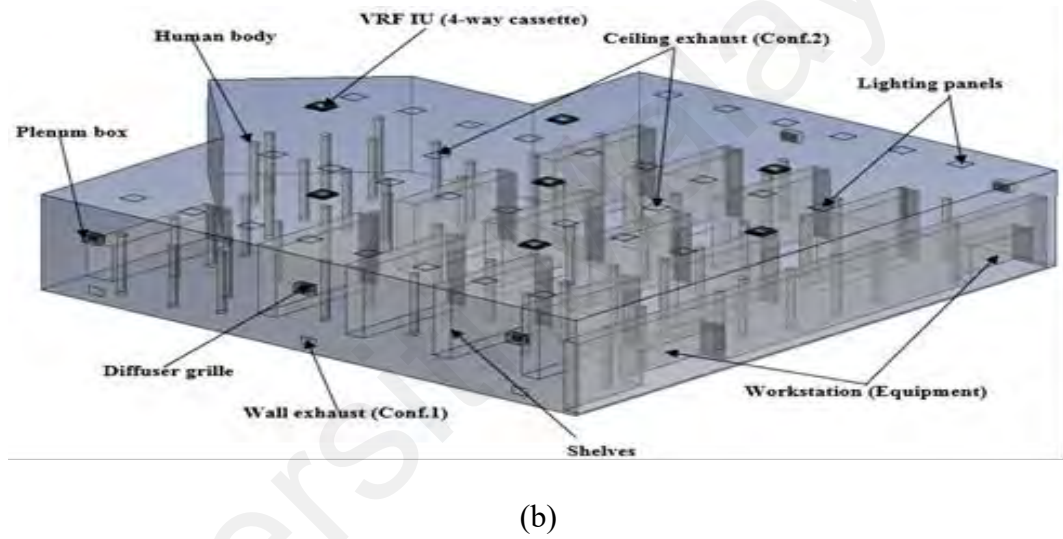 VRF IU (4-way cassette)
Human body
Ceiling exhaust (Conf.2)
Lighting panels
Plenum box
Diffuser grille
Workstation (Equipment)
Wall exhaust (Conf.1)
Shelves
(b)